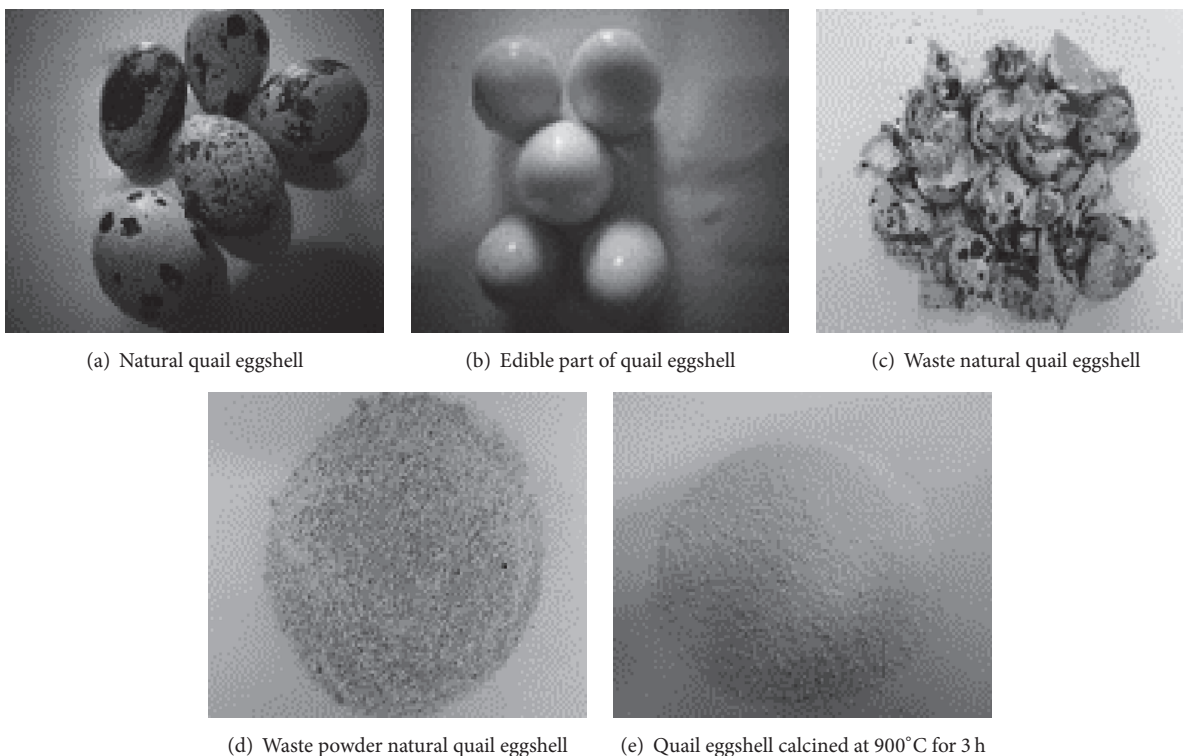 (a) Natural quail eggshell
(b) Edible part of quail eggshell
(c) Waste natural quail eggshell
(d) Waste powder natural quail eggshell
(e) Quail eggshell calcined at 900°C for 3 h